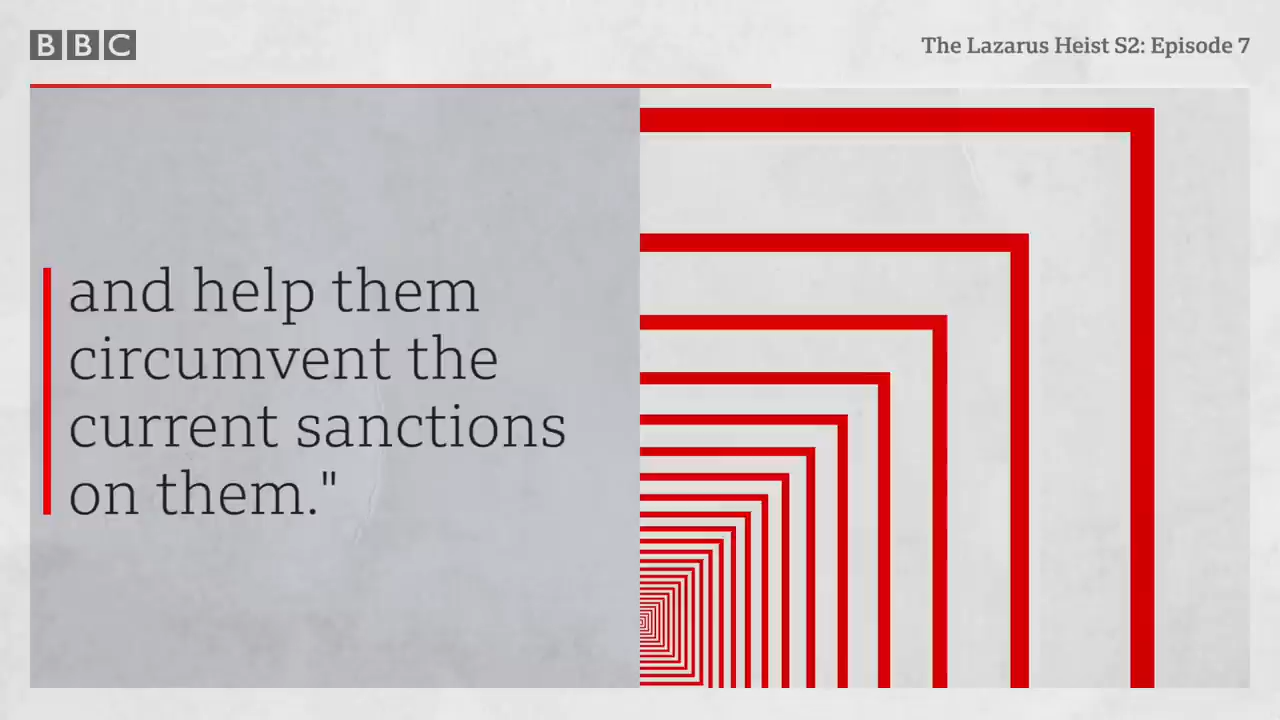 BBC
The Lazarus Heist S2: Episode 7
and help them
circumvent the
current sanctions
on them."